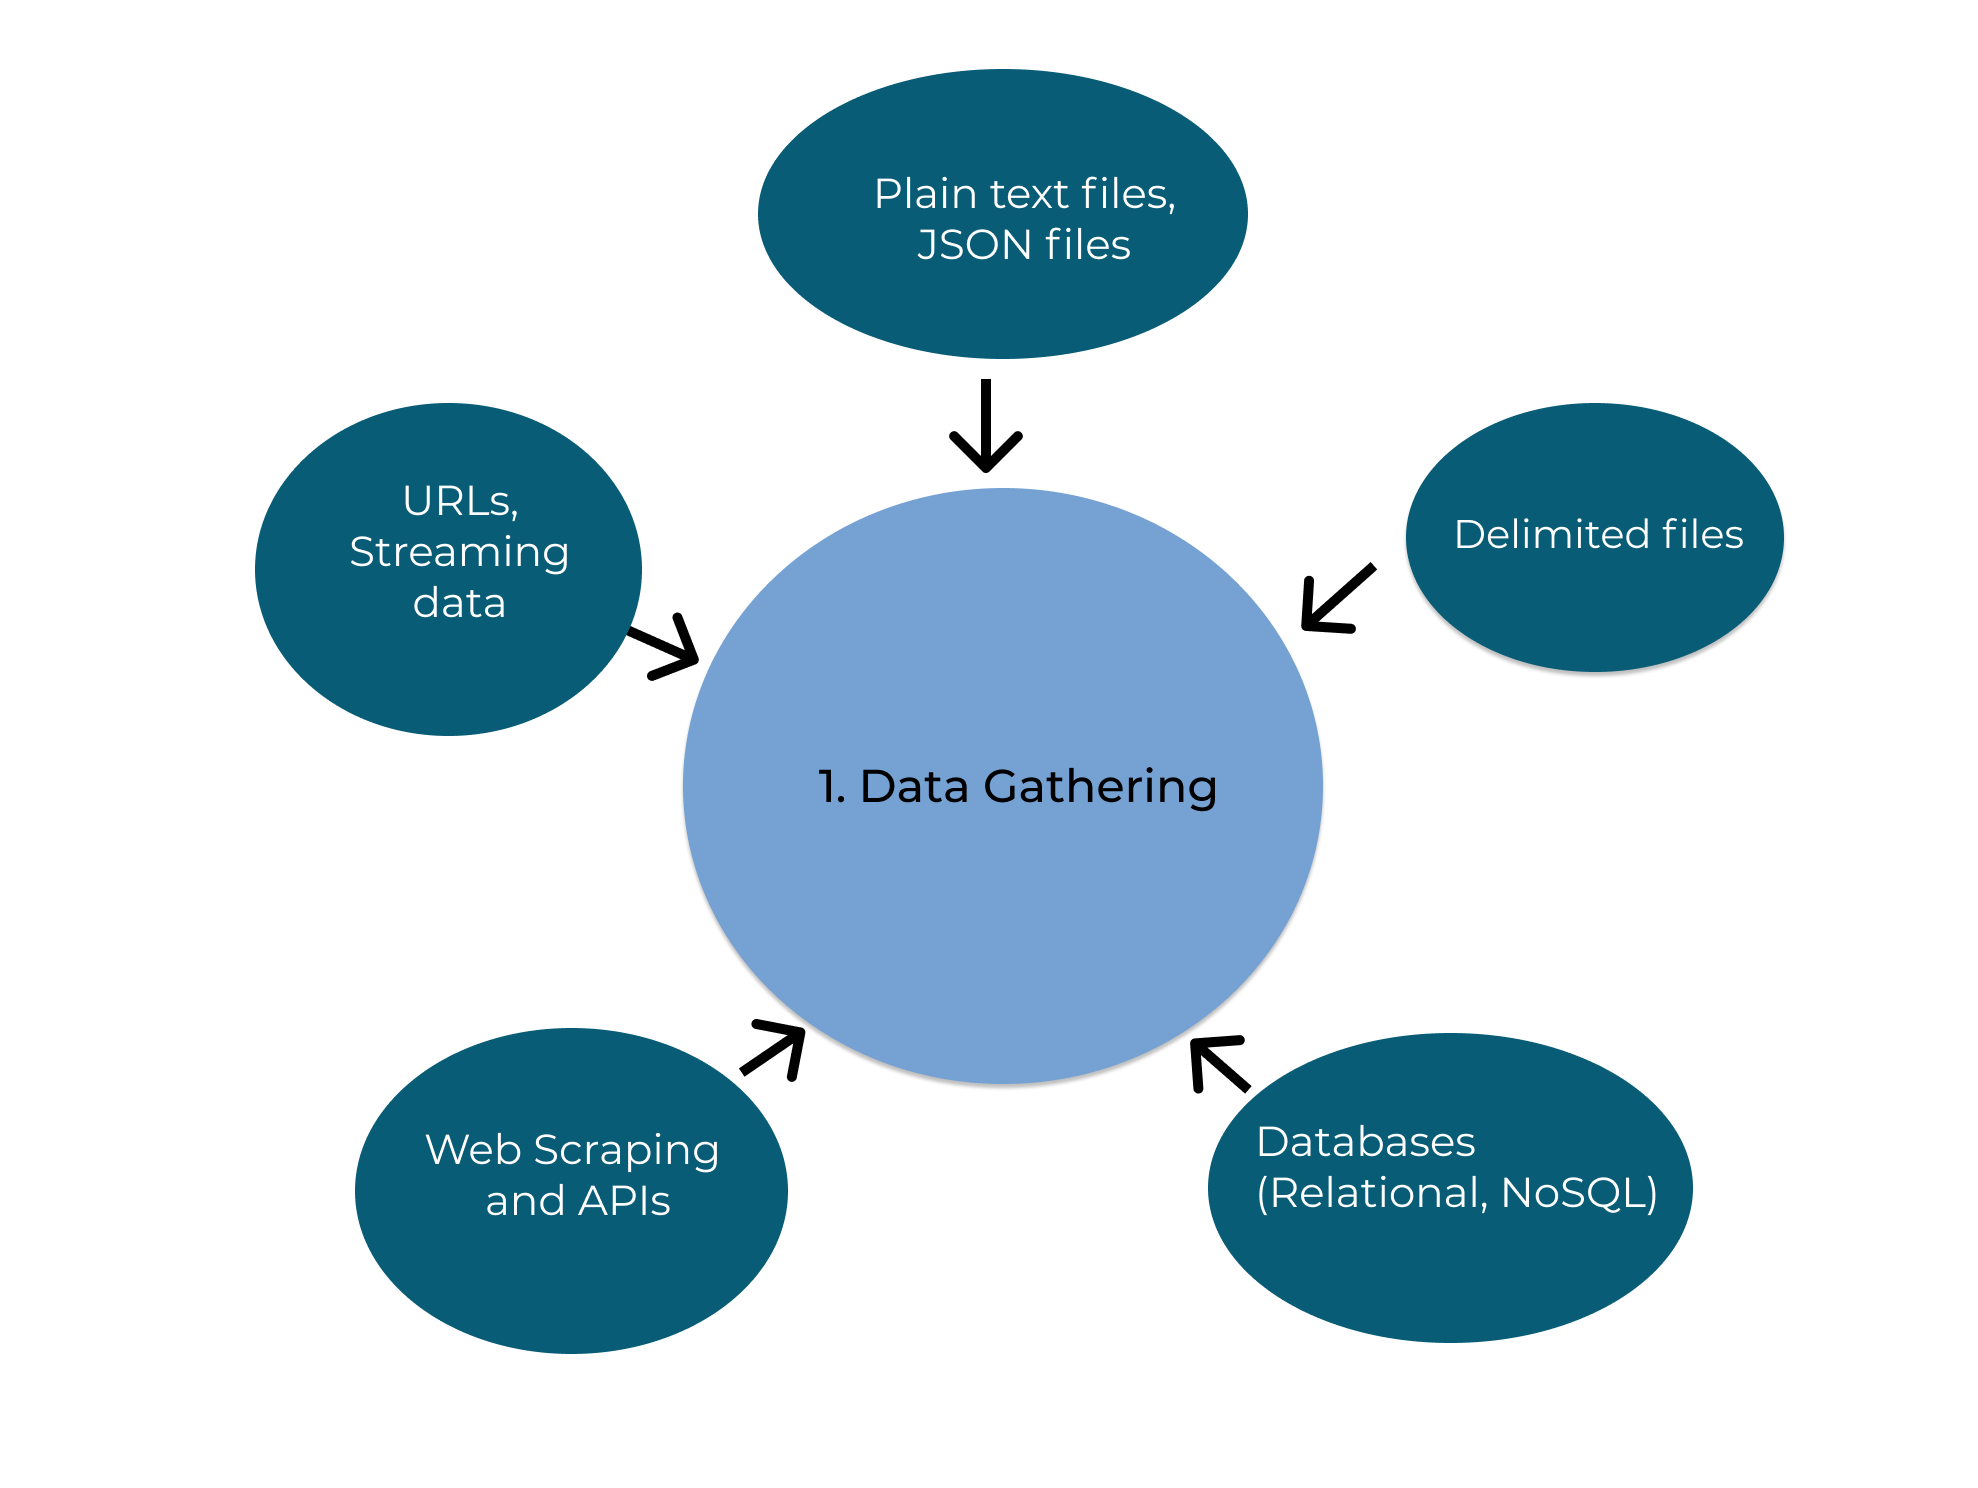 Plain text files,
JSON files
URLs,
Streaming
data
Delimited files
1. Data Gathering
Web Scraping
and APIs
Databases
(Relational, NoSQL)